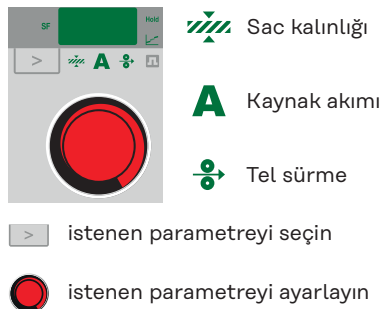 SF
Hold
> A
Sac kalınlığı
A Kaynak akımı
Tel sürme
> istenen parametreyi seçin
istenen parametreyi ayarlayın